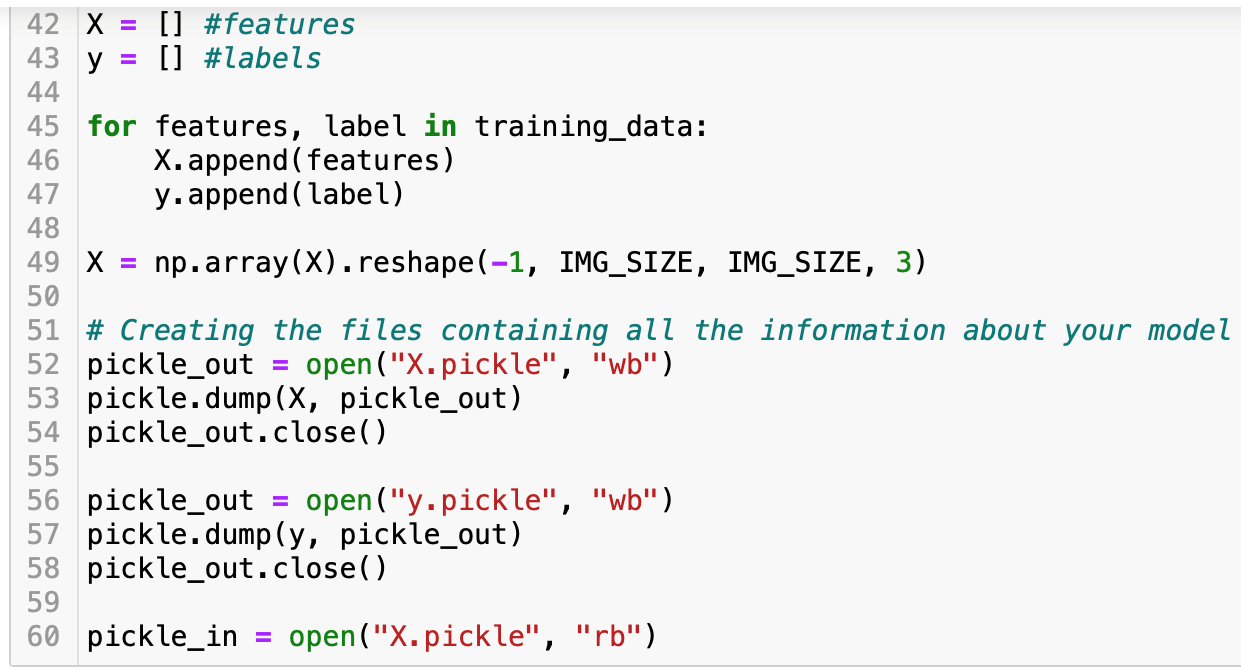 42 X = [] #features
43 y = [] #labels
44
45 for features, label in training_data:
46     X.append(features)
47     y.append(label)
48
49 X = np.array(X).reshape(-1, IMG_SIZE, IMG_SIZE, 3)
50
51 # Creating the files containing all the information about your model
52 pickle_out = open("X.pickle", "wb")
53 pickle.dump(X, pickle_out)
54 pickle_out.close()
55
56 pickle_out = open("y.pickle", "wb")
57 pickle.dump(y, pickle_out)
58 pickle_out.close()
59
60 pickle_in = open("X.pickle", "rb")